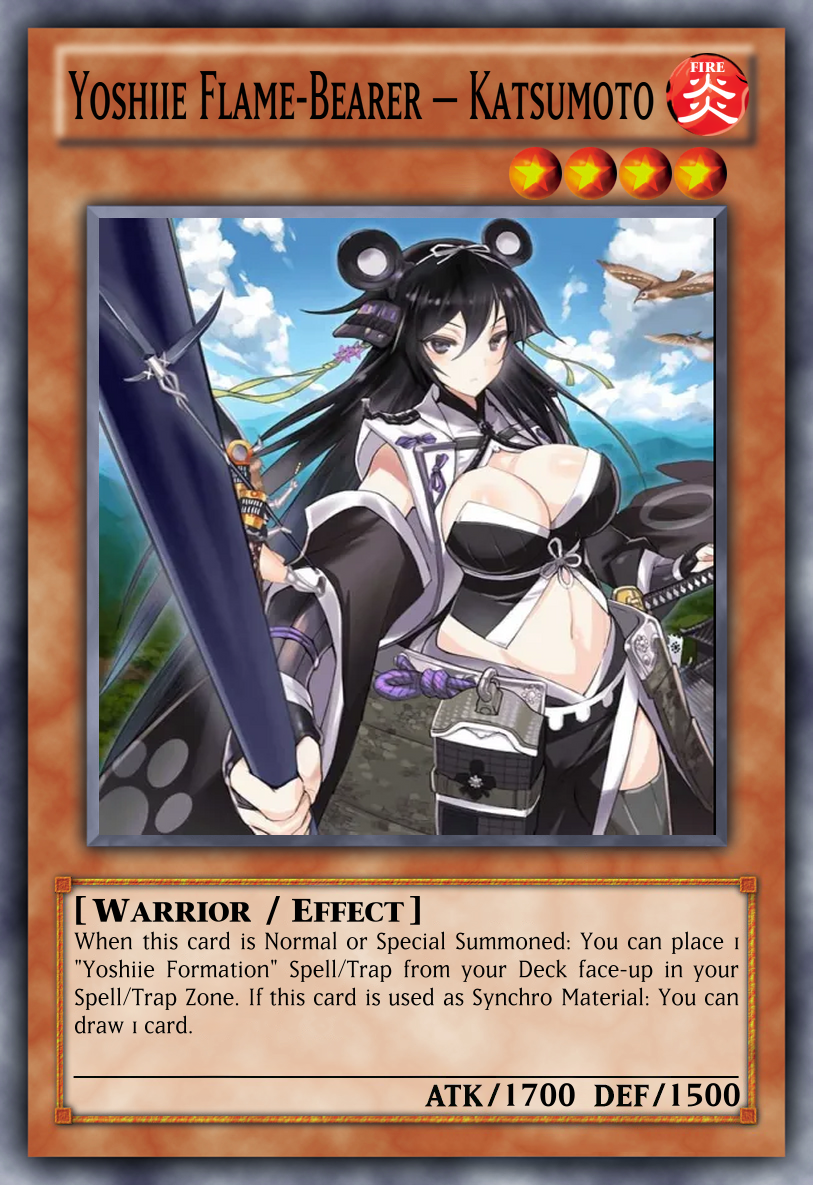 Yoshiie Flame-Bearer – Katsumoto
FIRE
炎
[ Warrior / Effect ]
When this card is Normal or Special Summoned: You can place 1
"Yoshiie Formation" Spell/Trap from your Deck face-up in your
Spell/Trap Zone. If this card is used as Synchro Material: You can
draw 1 card.
ATK/1700 DEF/1500